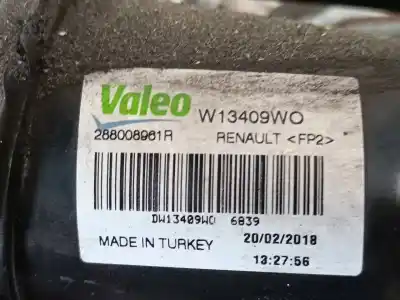 Valeo W13409WO
288008961R RENAULT <FP2>
DW13409WO 6839
MADE IN TURKEY 20/02/2018
13:27:56